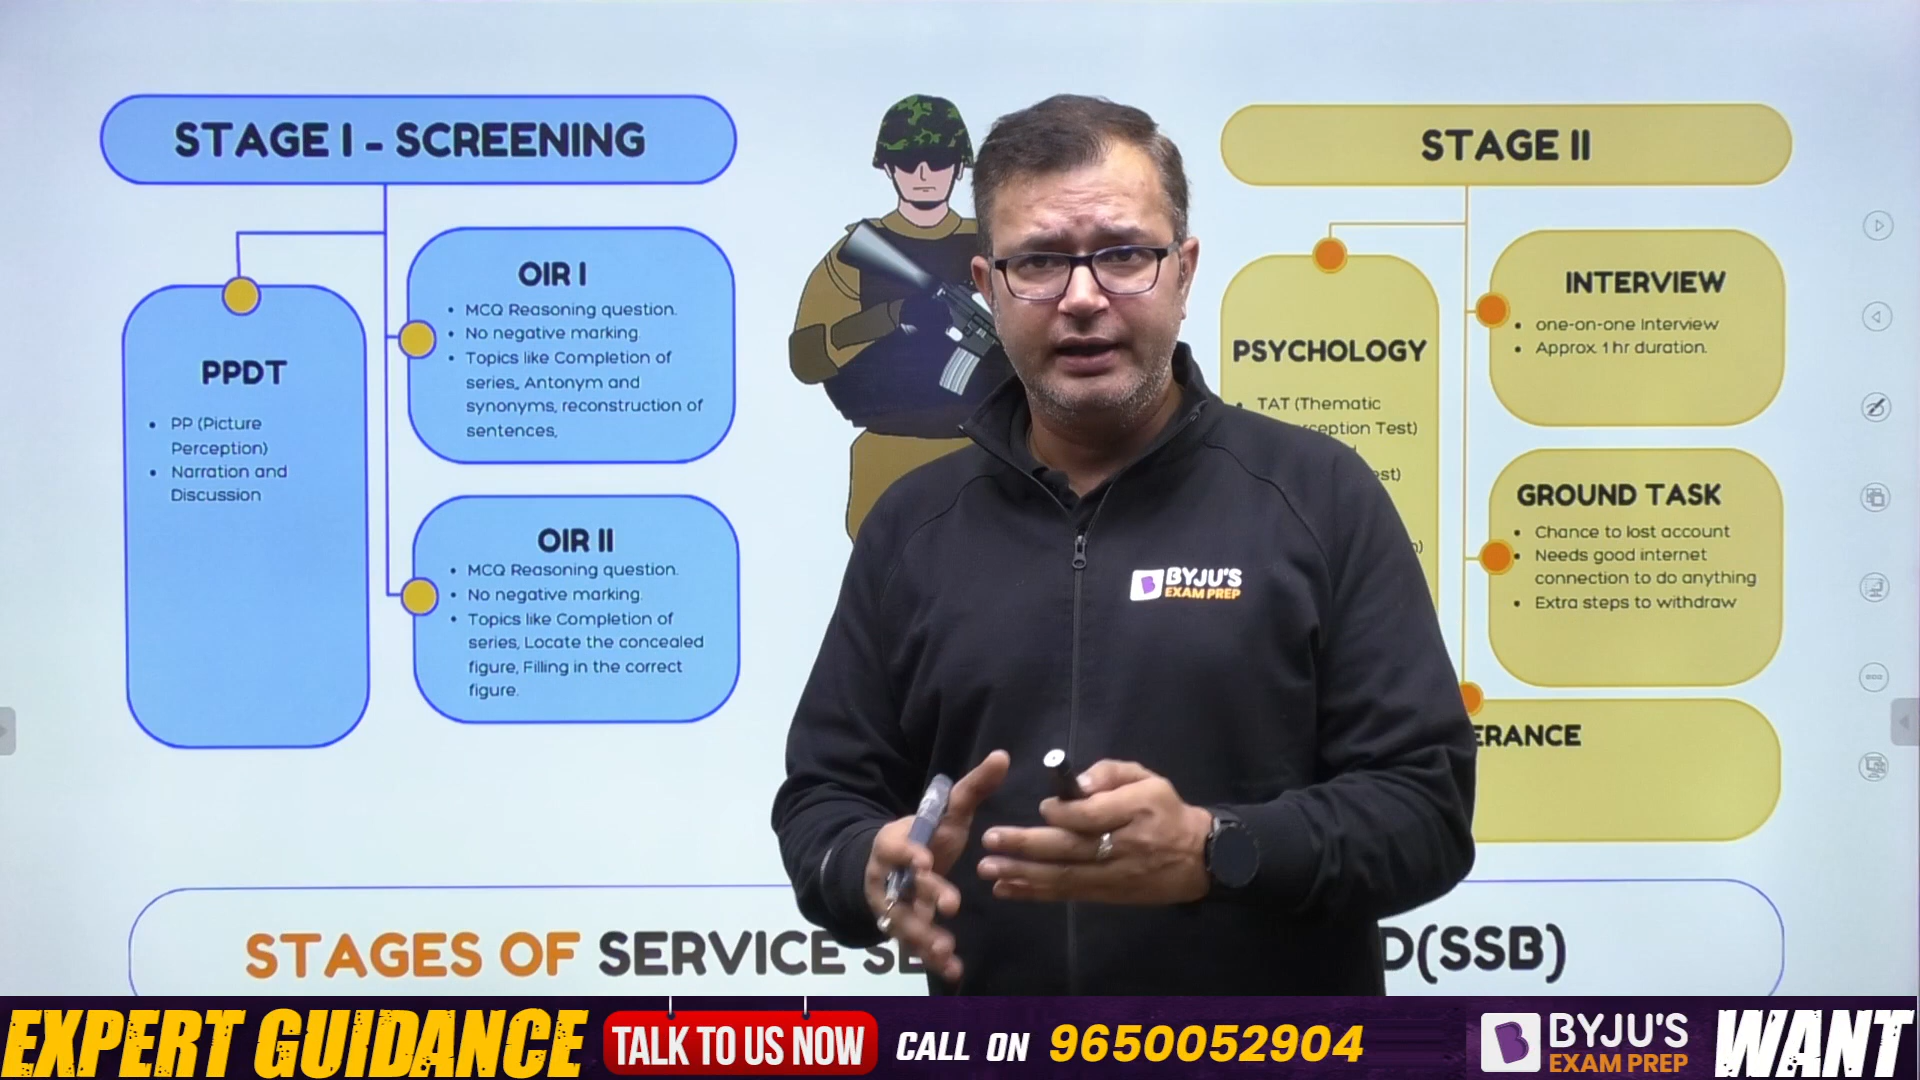 STAGE I - SCREENING
PPDT
PP (Picture
Perception)
Narration and
Discussion
OIR I
MCQ Reasoning question.
No negative marking.
Topics like Completion of
series,, Antonym and
synonyms, reconstruction of
sentences,
OIR II
MCQ Reasoning question.
No negative marking.
Topics like Completion of
series, Locate the concealed
figure, Filling in the correct
figure.
STAGE II
PSYCHOLOGY
TAT (Thematic
ception Test)
est)
INTERVIEW
one-on-one Interview
Approx. 1 hr duration.
GROUND TASK
Chance to lost account
Needs good internet
connection to do anything
Extra steps to withdraw
ERANCE
STAGES OF SERVICE SE D(SSB)
BYJU'S
EXAM PREP
EXPERT GUIDANCE
TALK TO US NOW
CALL ON 9650052904
BYJU'S
EXAM PREP
WANT